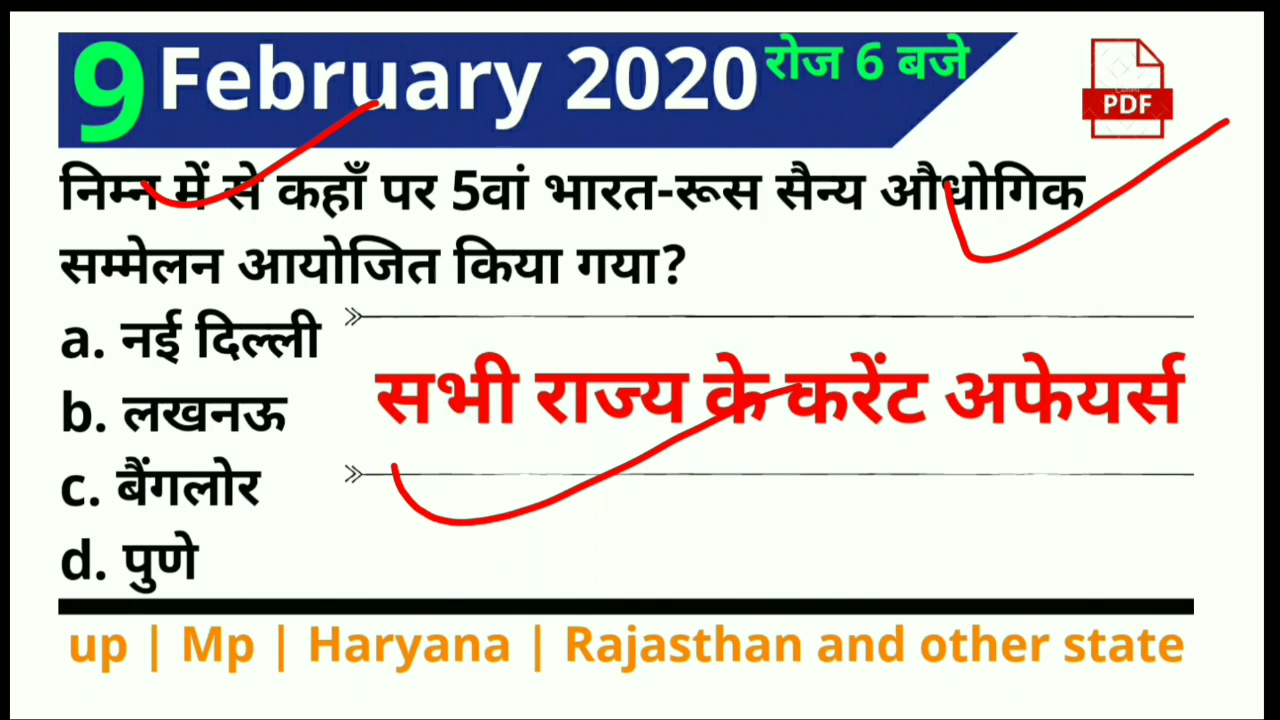 9 February 2020 रोज 6 बजे
PDF
निम्न में से कहाँ पर 5वां भारत-रूस सैन्य औधोगिक
सम्मेलन आयोजित किया गया?
a. नई दिल्ली
सभी राज्य के करेंट अफेयर्स
b. लखनऊ
c. बैंगलोर
d. पुणे
up | Mp | Haryana | Rajasthan and other state